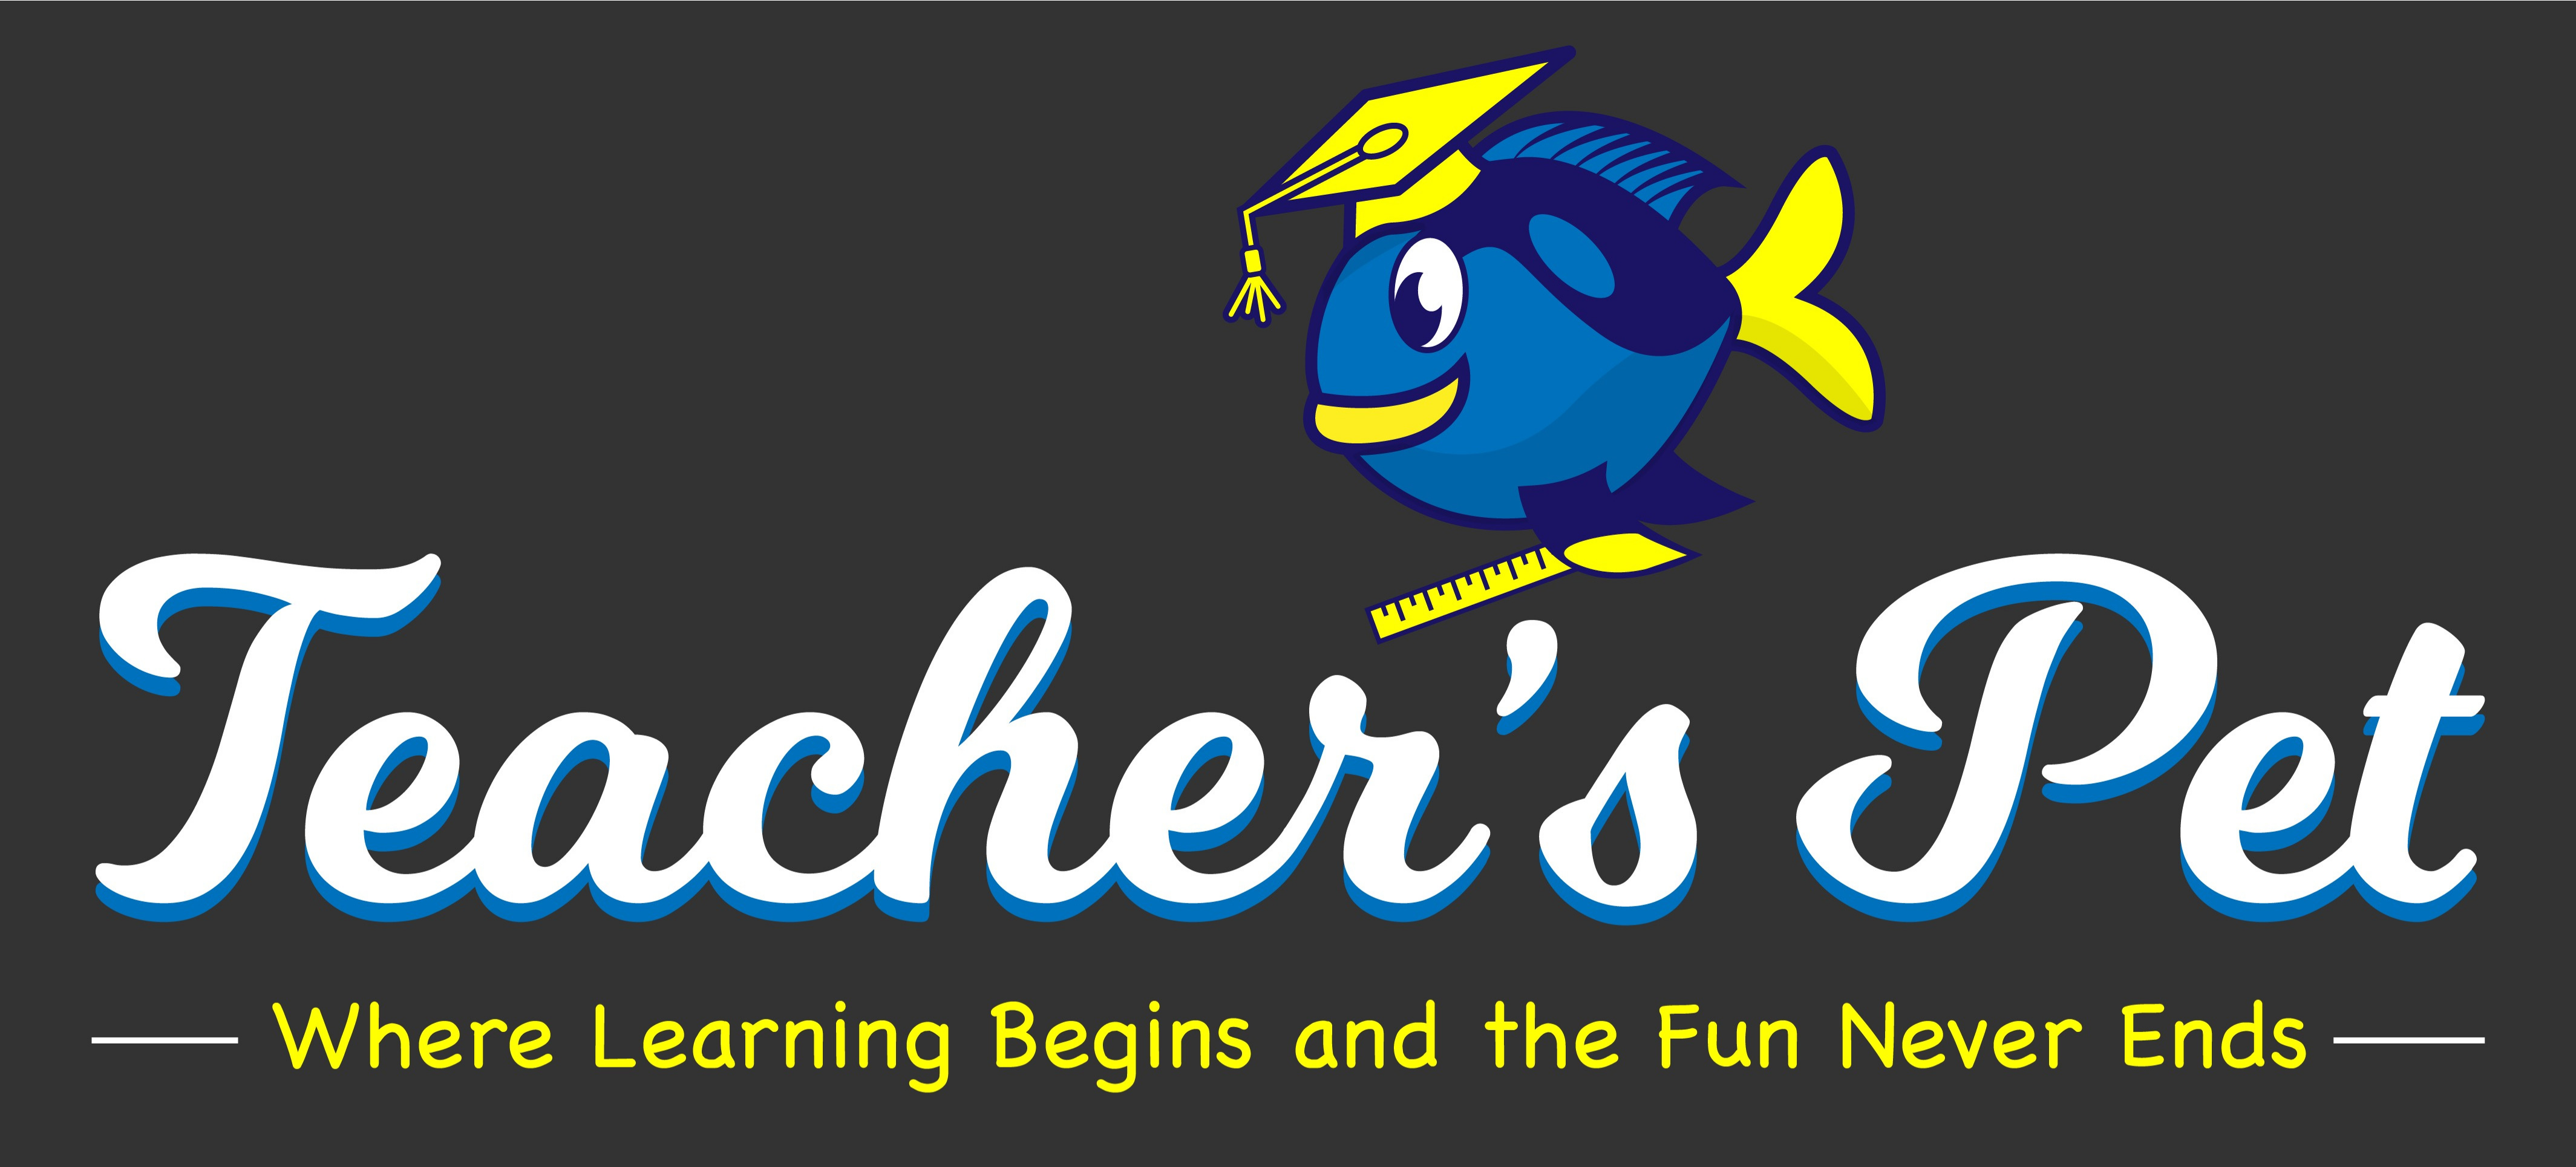 Teacher's Pet
Where Learning Begins and the Fun Never Ends